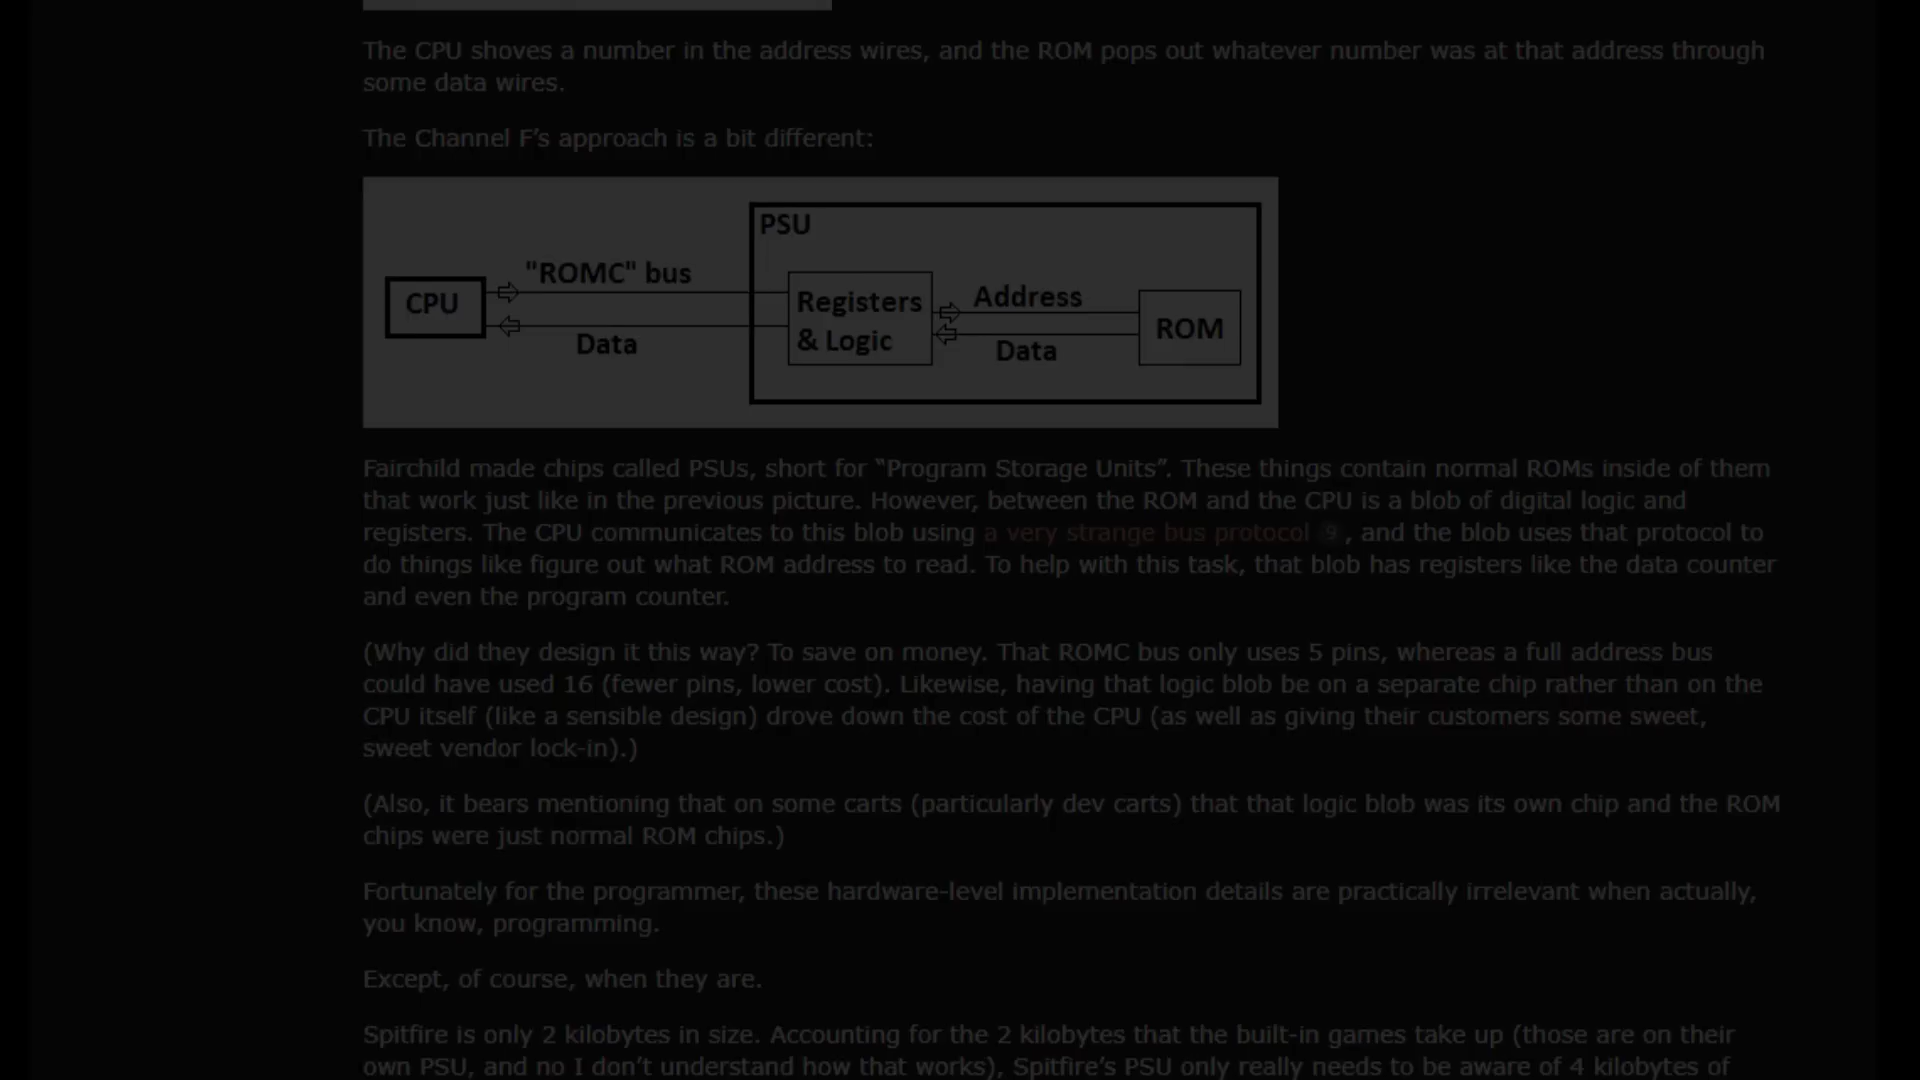 The CPU shoves a number in the address wires, and the ROM pops out whatever number was at that address through
some data wires.
The Channel F’s approach is a bit different:
PSU
"ROMC" bus
CPU
Data
Registers
& Logic
Address
Data
ROM
Fairchild made chips called PSUs, short for “Program Storage Units”. These things contain normal ROMs inside of them
that work just like in the previous picture. However, between the ROM and the CPU is a blob of digital logic and
registers. The CPU communicates to this blob using a very strange bus protocol 9 , and the blob uses that protocol to
do things like figure out what ROM address to read. To help with this task, that blob has registers like the data counter
and even the program counter.
(Why did they design it this way? To save on money. That ROMC bus only uses 5 pins, whereas a full address bus
could have used 16 (fewer pins, lower cost). Likewise, having that logic blob be on a separate chip rather than on the
CPU itself (like a sensible design) drove down the cost of the CPU (as well as giving their customers some sweet,
sweet vendor lock-in).)
(Also, it bears mentioning that on some carts (particularly dev carts) that that logic blob was its own chip and the ROM
chips were just normal ROM chips.)
Fortunately for the programmer, these hardware-level implementation details are practically irrelevant when actually,
you know, programming.
Except, of course, when they are.
Spitfire is only 2 kilobytes in size. Accounting for the 2 kilobytes that the built-in games take up (those are on their
own PSU, and no I don’t understand how that works), Spitfire’s PSU only really needs to be aware of 4 kilobytes of